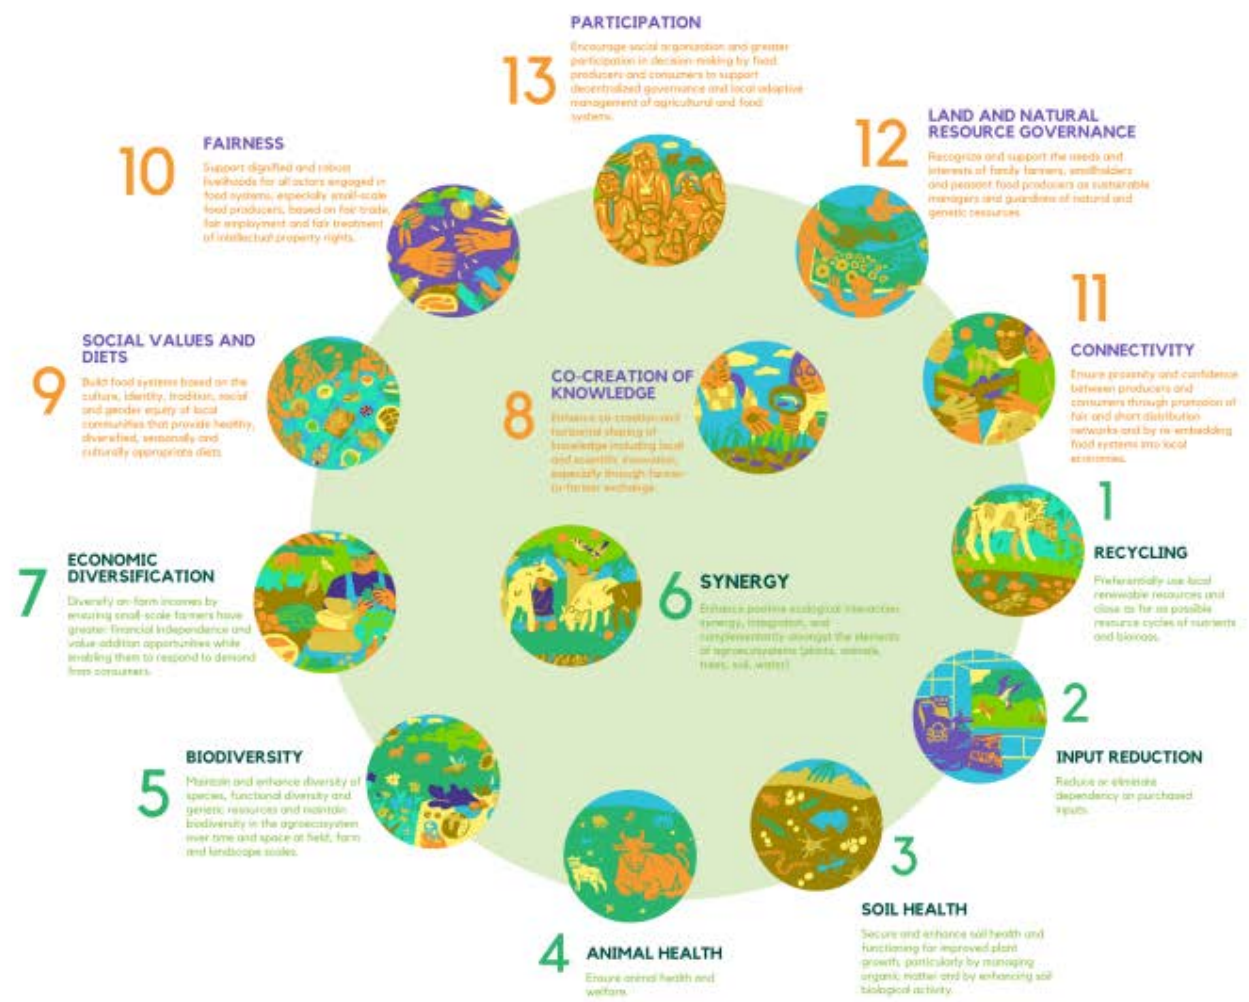 PARTICIPATION
13
Encourage social organization and greater
participation in decision-making by food
producers and consumers to support
decentralized governance and local adaptive
management of agricultural and food
systems.
12
LAND AND NATURAL
RESOURCE GOVERNANCE
Recognize and support the needs and
interests of family farmers, smallholders
and peasant food producers as sustainable
managers and guardians of natural and
genetic resources.
10
FAIRNESS
Support dignified and robust
livelihoods for all actors engaged in
food systems, especially small-scale
food producers, based on fair trade,
fair employment and fair treatment
of intellectual property rights.
11
CONNECTIVITY
Ensure proximity and confidence
between producers and
consumers through promotion of
fair and short distribution
networks and by re-embedding
food systems into local
economies.
9
SOCIAL VALUES AND
DIETS
Build food systems based on the
culture, identity, tradition, social
and gender equity of local
communities that provide healthy,
diversified, seasonally and
culturally appropriate diets.
8
CO-CREATION OF
KNOWLEDGE
Enhance co-creation and
horizontal sharing of
knowledge including local
and scientific innovation,
especially through farmer-
to-farmer exchange.
1
RECYCLING
Preferentially use local
renewable resources and
close as far as possible
resource cycles of nutrients
and biomass.
7
ECONOMIC
DIVERSIFICATION
Diversify on-farm incomes by
ensuring small-scale farmers have
greater financial independence and
value addition opportunities while
enabling them to respond to demand
from consumers.
6
SYNERGY
Enhance positive ecological interaction,
synergy, integration, and
complementarity amongst the elements
of agroecosystems (plants, animals,
trees, soil, water)
2
INPUT REDUCTION
Reduce or eliminate
dependency on purchased
inputs.
5
BIODIVERSITY
Maintain and enhance diversity of
species, functional diversity and
genetic resources and maintain
biodiversity in the agroecosystem
over time and space at field, farm
and landscape scales.
3
SOIL HEALTH
Secure and enhance soil health and
functioning for improved plant
growth, particularly by managing
organic matter and by enhancing soil
biological activity.
4
ANIMAL HEALTH
Ensure animal health and
welfare.